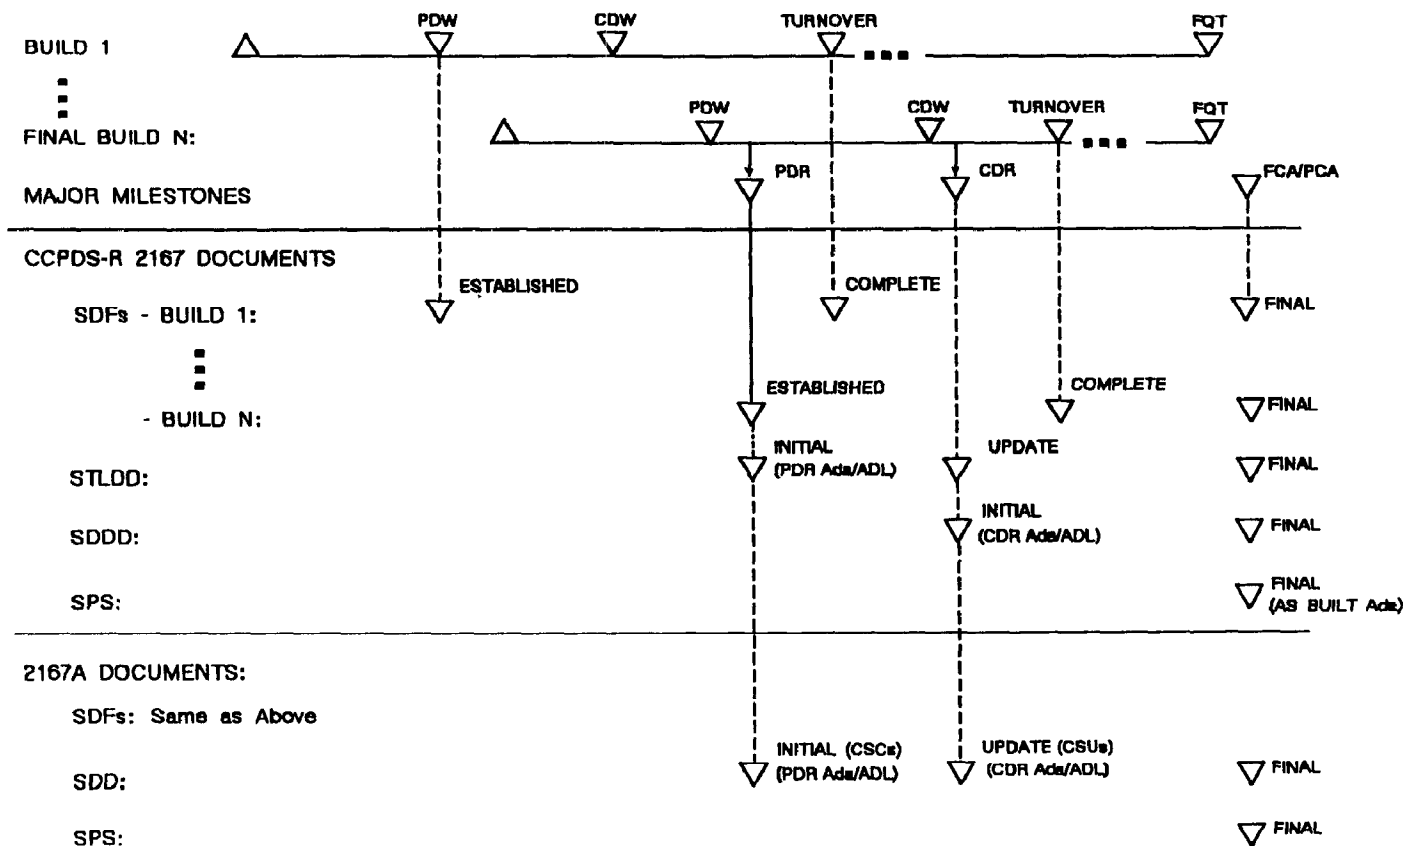 PDW CDW TURNOVER FQT
BUILD 1
PDW CDW TURNOVER FQT
FINAL BUILD N:
PDR CDR FCA/PCA
MAJOR MILESTONES
CCPDS-R 2167 DOCUMENTS
ESTABLISHED COMPLETE
SDFs - BUILD 1: FINAL
ESTABLISHED COMPLETE
- BUILD N: FINAL
INITIAL UPDATE
STLDD: (PDR Ada/ADL) FINAL
INITIAL
SDDD: (CDR Ada/ADL) FINAL
FINAL
SPS: (AS BUILT Ada)
2167A DOCUMENTS:
SDFs: Same as Above
INITIAL (CSCs) UPDATE (CSUs)
SDD: (PDR Ada/ADL) (CDR Ada/ADL) FINAL
SPS: FINAL